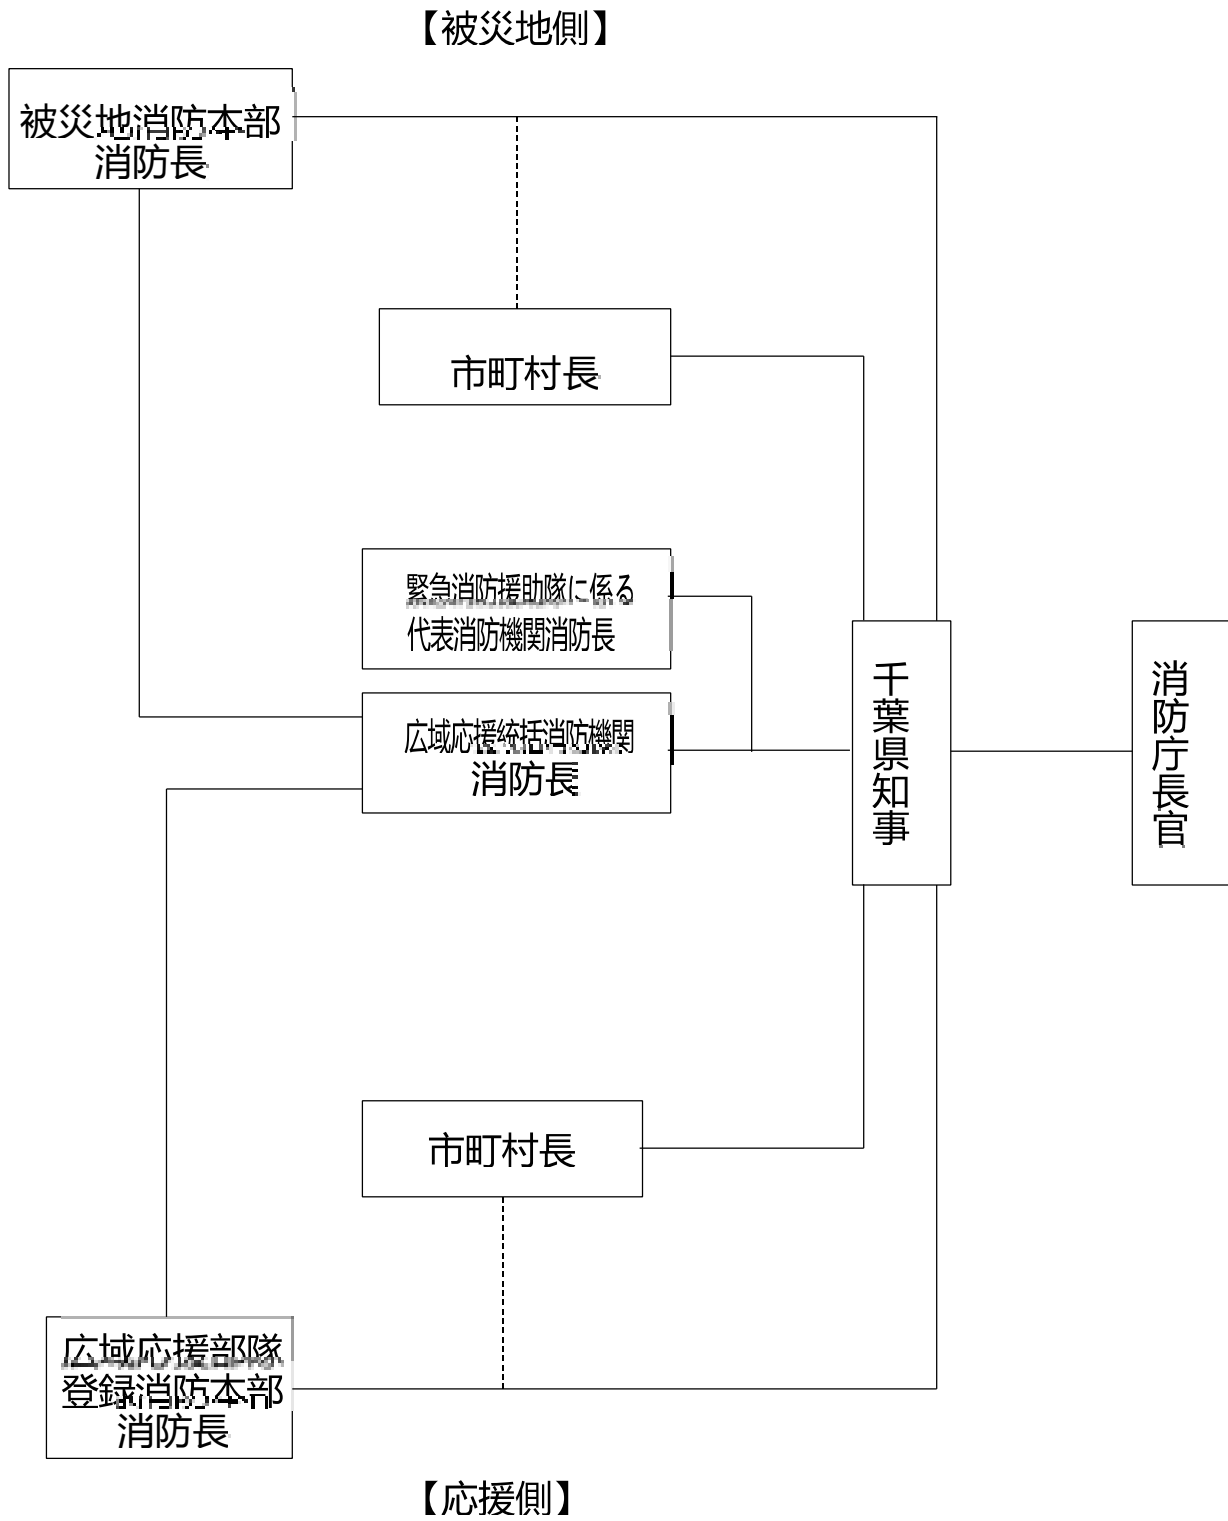 【被災地側】
被災地消防本部
消防長
市町村長
緊急消防援助隊に係る
代表消防機関消防長
広域応援統括消防機関
消防長
千葉県知事
消防庁長官
市町村長
広域応援部隊
登録消防本部
消防長
【応援側】